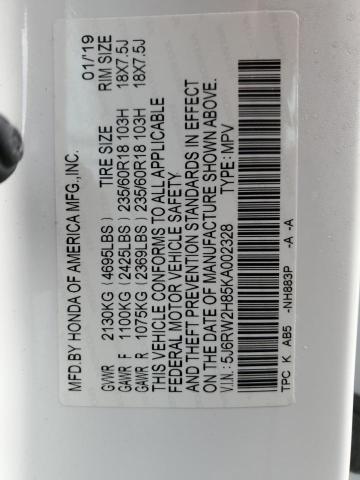 MFD.BY HONDA OF AMERICA MFG.,INC. 01/19
TIRE SIZE RIM SIZE
GVWR 2130KG (4695LBS)
GAWR F 1100KG (2425LBS) 235/60R18 103H 18X7.5J
GAWR R 1075KG (2369LBS) 235/60R18 103H 18X7.5J
THIS VEHICLE CONFORMS TO ALL APPLICABLE
FEDERAL MOTOR VEHICLE SAFETY
AND THEFT PREVENTION STANDARDS IN EFFECT
ON THE DATE OF MANUFACTURE SHOWN ABOVE.
V.I.N.: 5J6RW2H85KA002328 TYPE: MPV
TPC K AB5 -NH883P -A -A